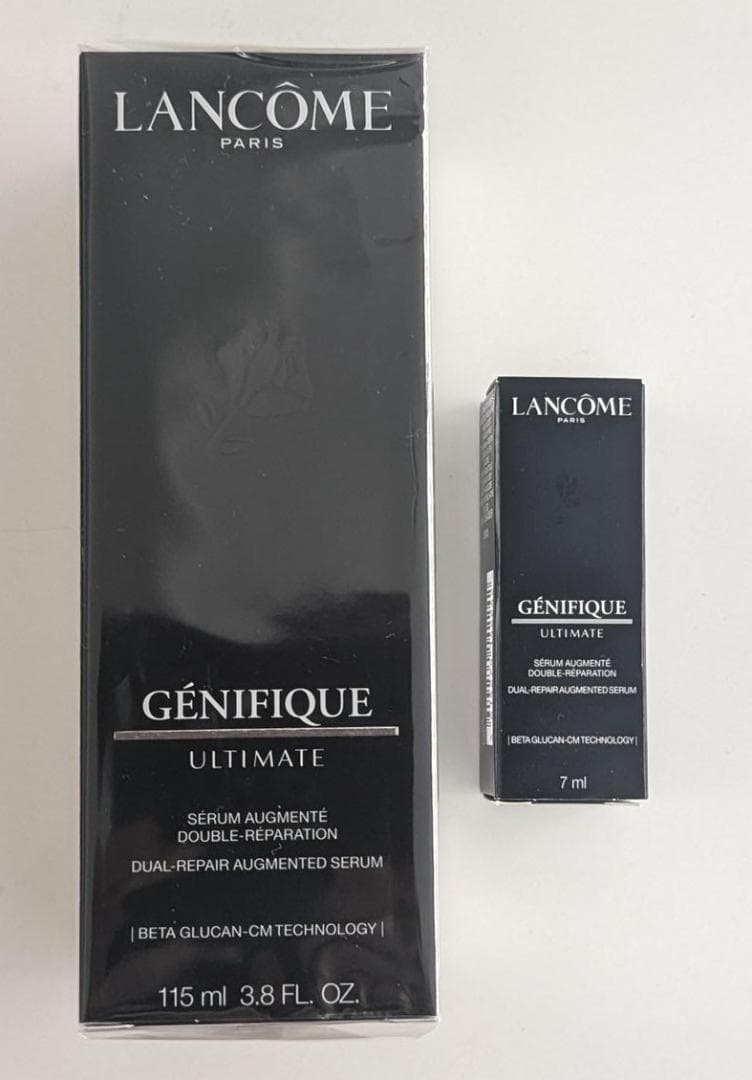 LANCÔME
PARIS
GÉNIFIQUE
ULTIMATE
SÉRUM AUGMENTÉ
DOUBLE-RÉPARATION
DUAL-REPAIR AUGMENTED SERUM
| BETA GLUCAN-CM TECHNOLOGY |
115 ml 3.8 FL. OZ.
LANCÔME
PARIS
GÉNIFIQUE
ULTIMATE
SÉRUM AUGMENTÉ
DOUBLE-RÉPARATION
DUAL-REPAIR AUGMENTED SERUM
| BETA GLUCAN-CM TECHNOLOGY |
7 ml